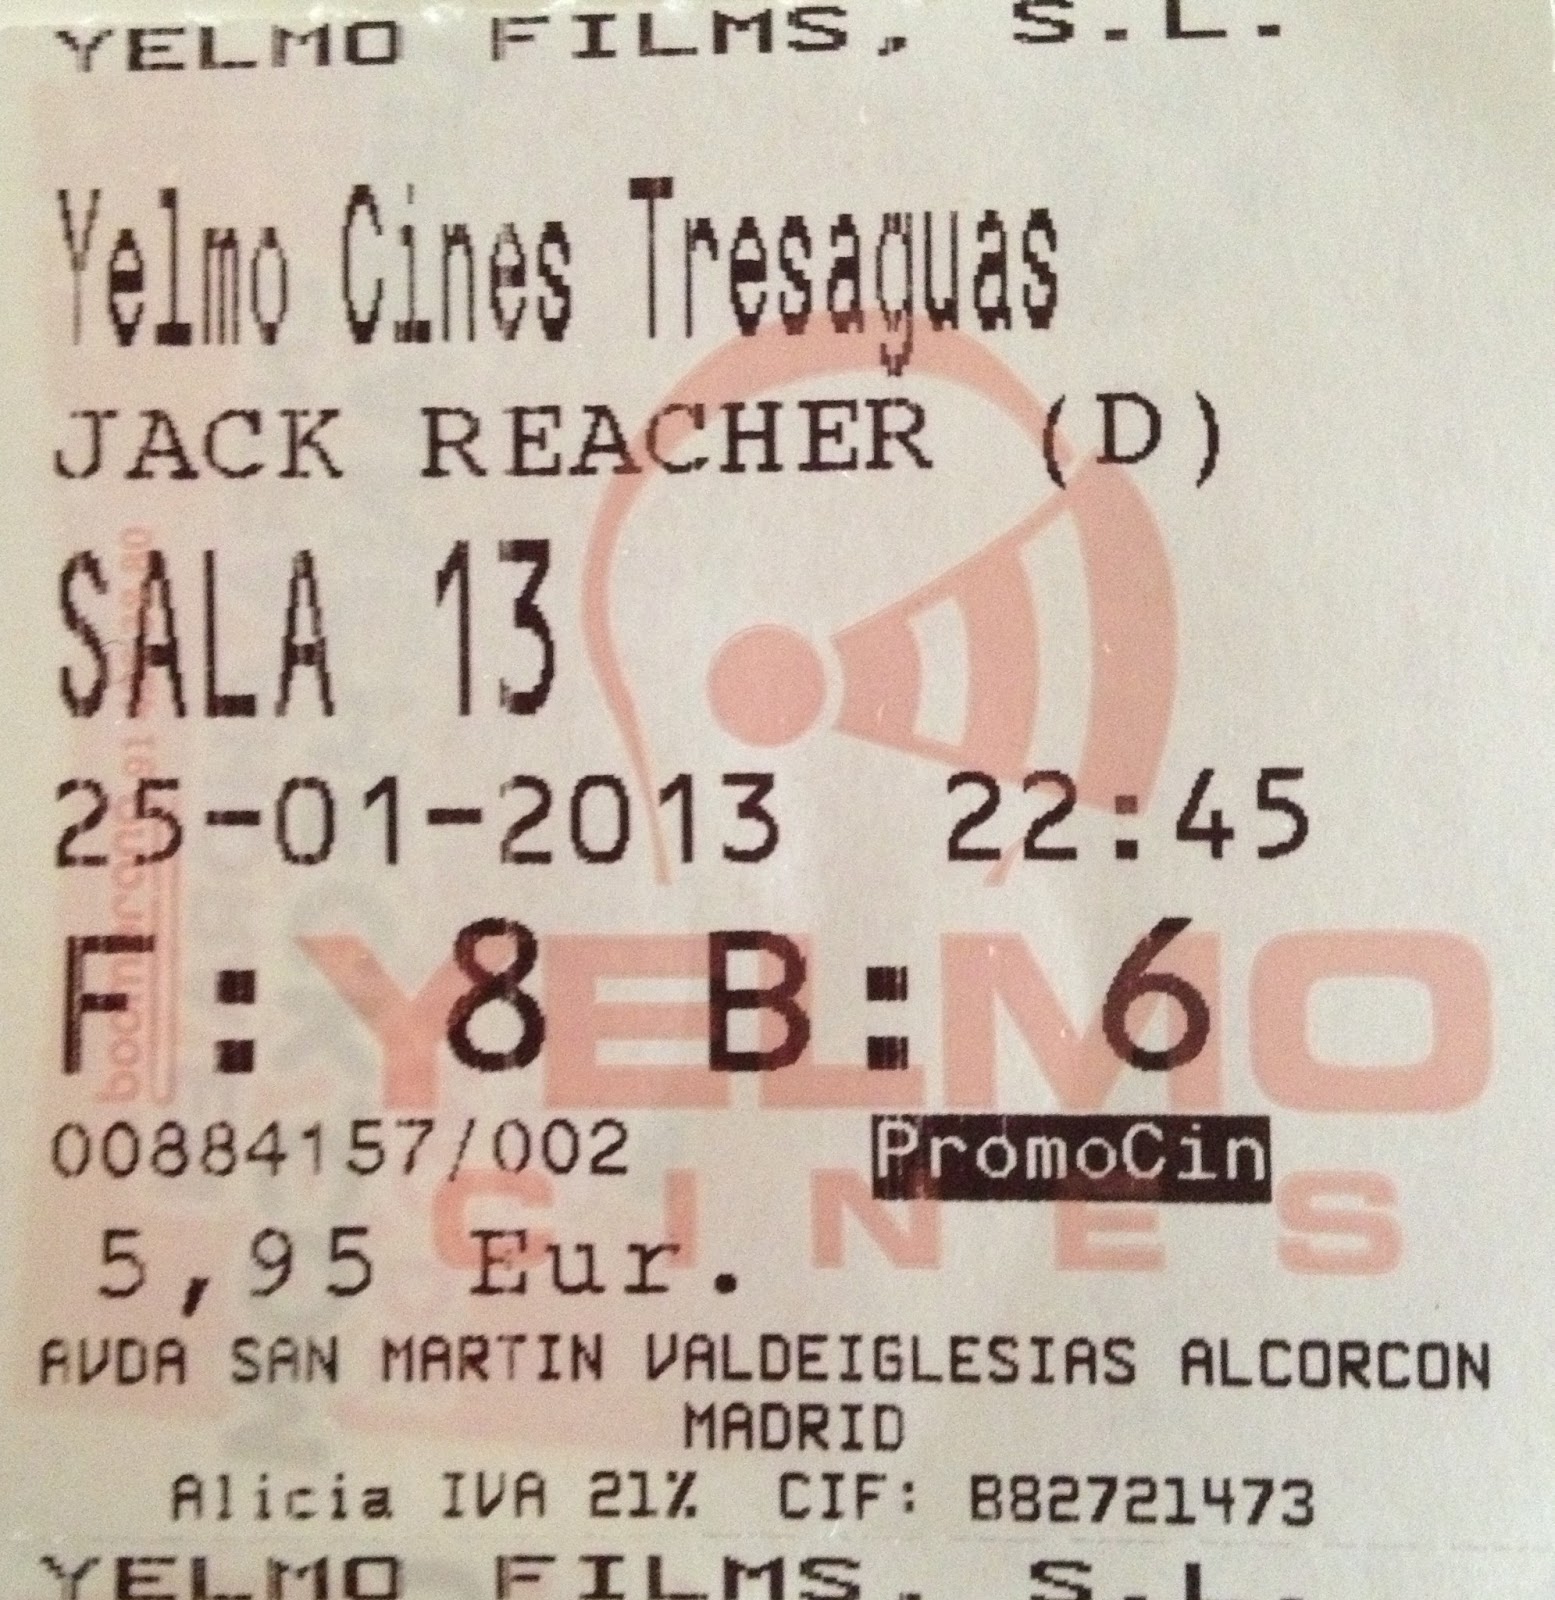 YELMO FILMS, S.L.
Yelmo Cines Tresaguas
JACK REACHER (D)
SALA 13
25-01-2013 22:45
F: 8 B: 6
YELMO
00884157/002 PromoCin
CINES
5,95 Eur.
AVDA SAN MARTIN VALDEIGLESIAS ALCORCON
MADRID
Alicia IVA 21% CIF: B82721473
YELMO FILMS, S.L.